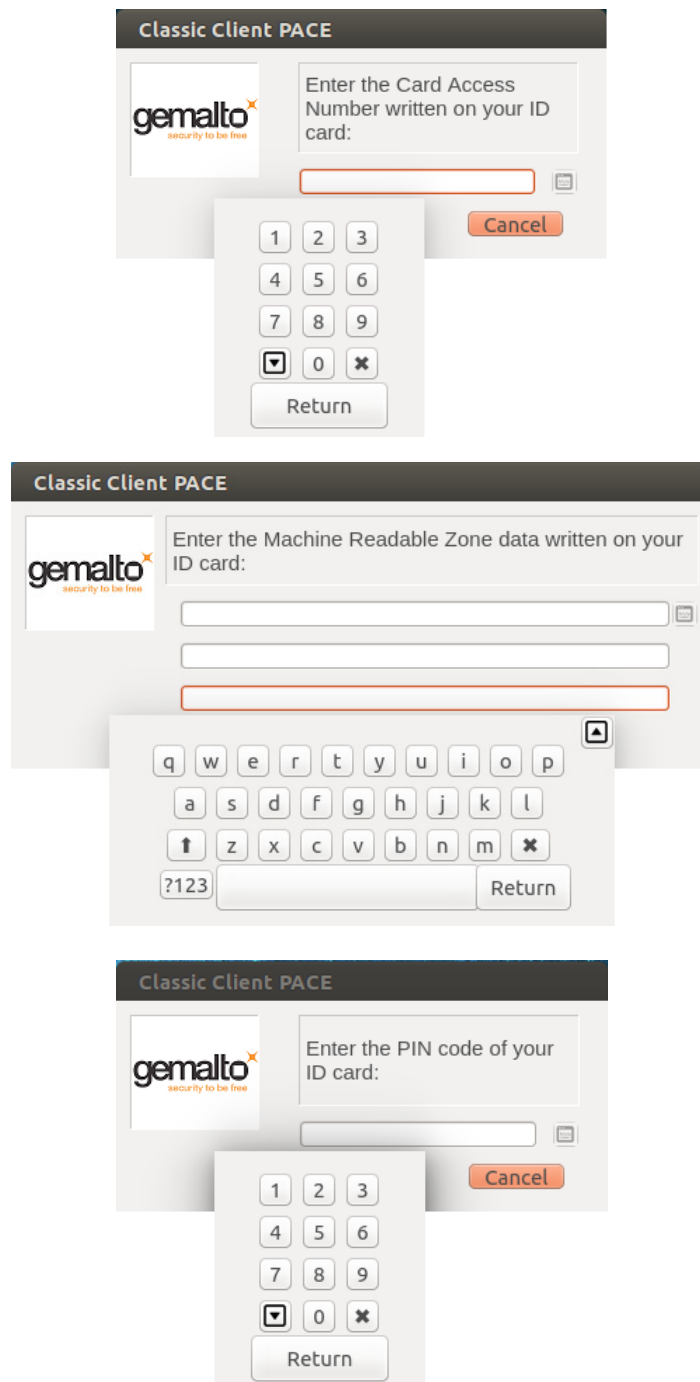 Classic Client PACE
gemalto
security to be free
Enter the Card Access
Number written on your ID
card:
Cancel
1 2 3
4 5 6
7 8 9
0
Return
Classic Client PACE
gemalto
security to be free
Enter the Machine Readable Zone data written on your
ID card:
q w e r t y u i o p
a s d f g h j k l
z x c v b n m
?123
Return
Classic Client PACE
gemalto
security to be free
Enter the PIN code of your
ID card:
Cancel
1 2 3
4 5 6
7 8 9
0
Return